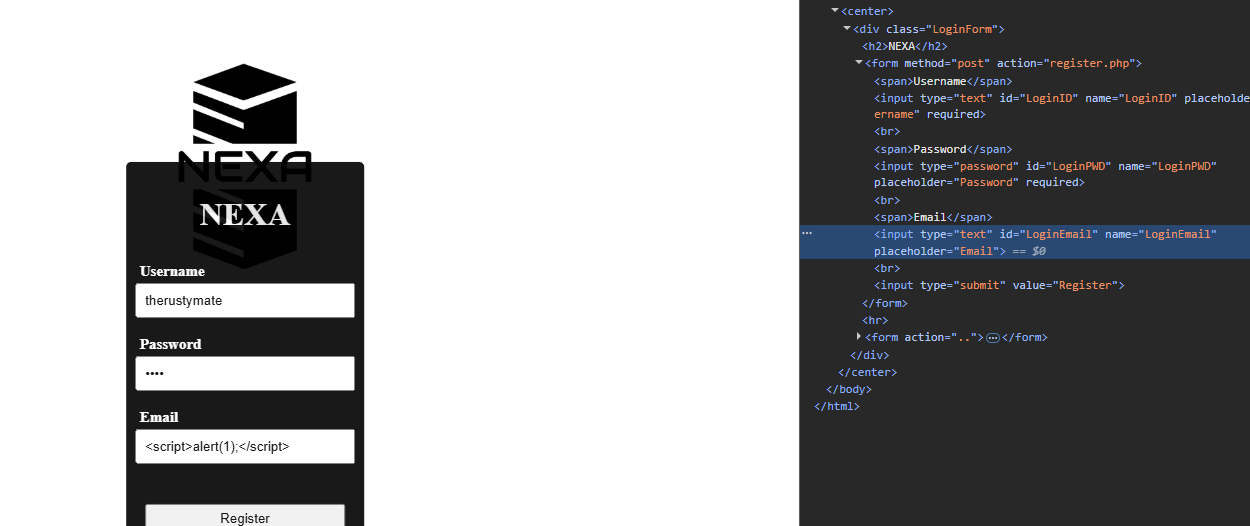 NEXA
NEXA
Username
therustymate
Password
••••
Email
<script>alert(1);</script>
Register
<center>
<div class="LoginForm">
<h2>NEXA</h2>
<form method="post" action="register.php">
<span>Username</span>
<input type="text" id="LoginID" name="LoginID" placeholde
ername" required>
<br>
<span>Password</span>
<input type="password" id="LoginPWD" name="LoginPWD"
placeholder="Password" required>
<br>
<span>Email</span>
<input type="text" id="LoginEmail" name="LoginEmail"
placeholder="Email"> == $0
<br>
<input type="submit" value="Register">
</form>
<hr>
<form action=".."> … </form>
</div>
</center>
</body>
</html>